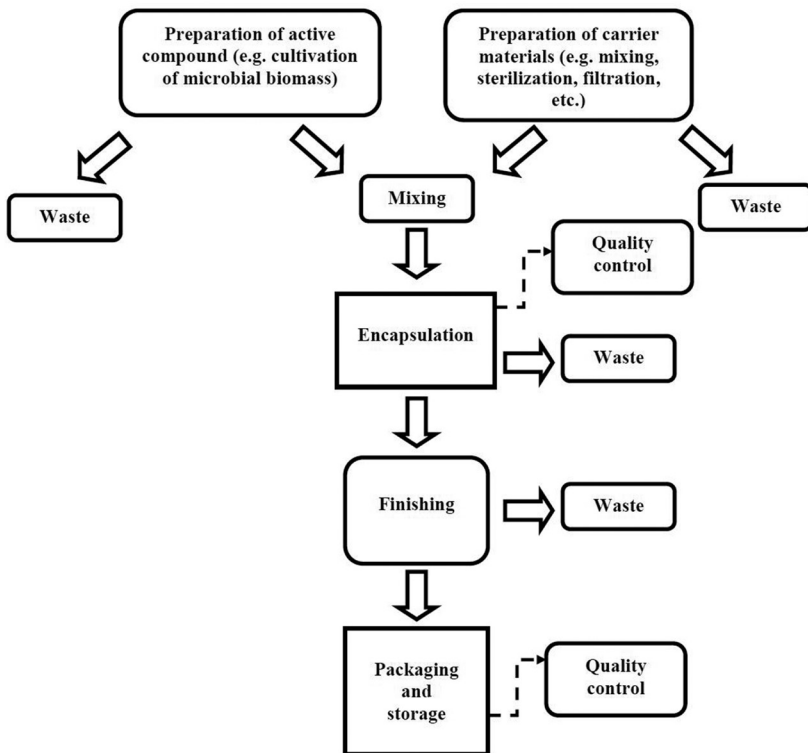 Preparation of active
compound (e.g. cultivation
of microbial biomass)
Preparation of carrier
materials (e.g. mixing,
sterilization, filtration,
etc.)
Waste
Mixing
Waste
Quality
control
Encapsulation
Waste
Finishing
Waste
Packaging
and
storage
Quality
control